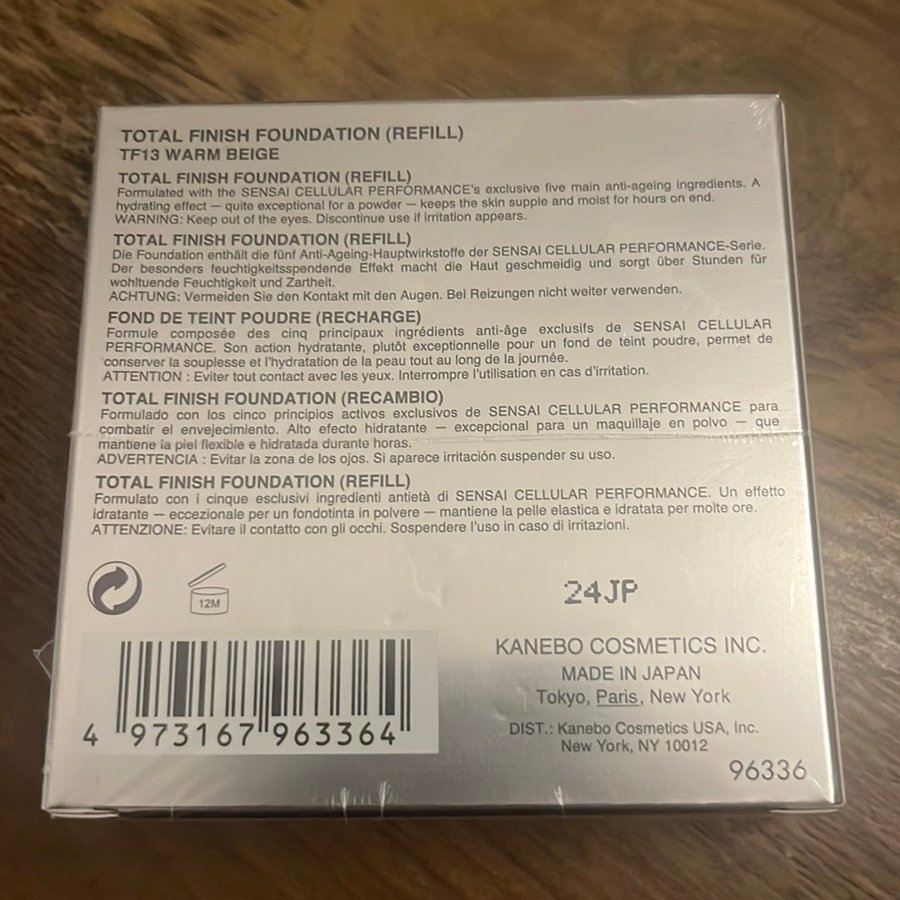 TOTAL FINISH FOUNDATION (REFILL)
TF13 WARM BEIGE
TOTAL FINISH FOUNDATION (REFILL)
Formulated with the SENSAI CELLULAR PERFORMANCE's exclusive five main anti-ageing ingredients. A
hydrating effect — quite exceptional for a powder — keeps the skin supple and moist for hours on end.
WARNING: Keep out of the eyes. Discontinue use if irritation appears.
TOTAL FINISH FOUNDATION (REFILL)
Die Foundation enthält die fünf Anti-Ageing-Hauptwirkstoffe der SENSAI CELLULAR PERFORMANCE-Serie.
Der besonders feuchtigkeitsspendende Effekt macht die Haut geschmeidig und sorgt über Stunden für
wohltuende Feuchtigkeit und Zartheit.
ACHTUNG: Vermeiden Sie den Kontakt mit den Augen. Bei Reizungen nicht weiter verwenden.
FOND DE TEINT POUDRE (RECHARGE)
Formule composée des cinq principaux ingrédients anti-âge exclusifs de SENSAI CELLULAR
PERFORMANCE. Son action hydratante, plutôt exceptionnelle pour un fond de teint poudre, permet de
conserver la souplesse et l'hydratation de la peau tout au long de la journée.
ATTENTION : Eviter tout contact avec les yeux. Interrompre l'utilisation en cas d'irritation.
TOTAL FINISH FOUNDATION (RECAMBIO)
Formulado con los cinco principios activos exclusivos de SENSAI CELLULAR PERFORMANCE para
combatir el envejecimiento. Alto efecto hidratante — excepcional para un maquillaje en polvo — que
mantiene la piel flexible e hidratada durante horas.
ADVERTENCIA : Evitar la zona de los ojos. Si aparece irritación suspender su uso.
TOTAL FINISH FOUNDATION (REFILL)
Formulato con i cinque esclusivi ingredienti antietà di SENSAI CELLULAR PERFORMANCE. Un effetto
idratante — eccezionale per un fondotinta in polvere — mantiene la pelle elastica e idratata per molte ore.
ATTENZIONE: Evitare il contatto con gli occhi. Sospendere l'uso in caso di irritazioni.
12M
24JP
4 973167 963364
KANEBO COSMETICS INC.
MADE IN JAPAN
Tokyo, Paris, New York
DIST.: Kanebo Cosmetics USA, Inc.
New York, NY 10012
96336